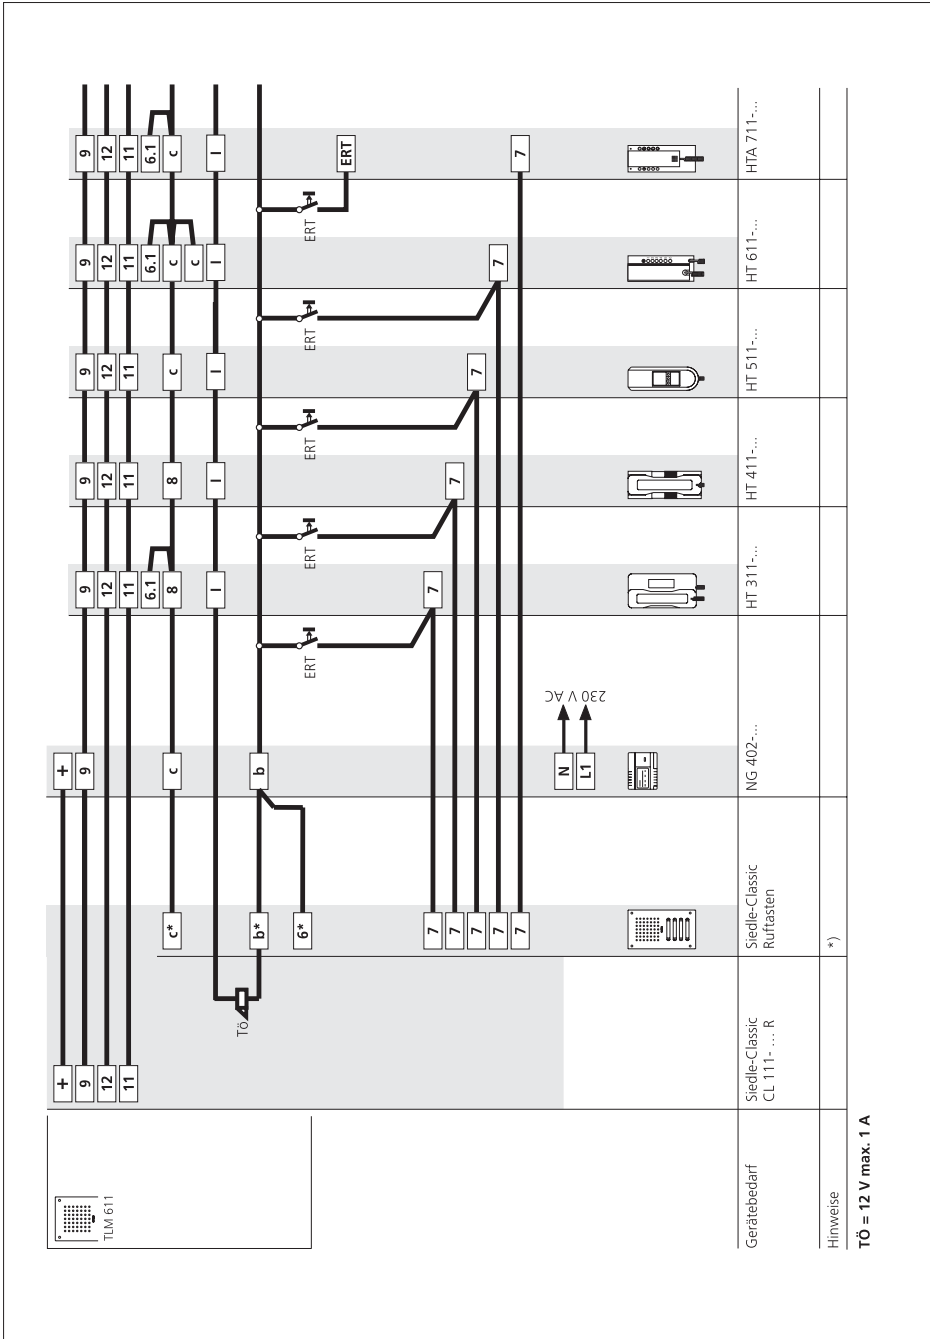 + +
9 9 9 9 9 9 9
TLM 611
12 12 12 12 12 12
11 11 11 11 11 11
6.1 6.1 6.1
c* c 8 8 c c c
c
I I I I I
Tö
b* b
6*
ERT ERT ERT ERT ERT
ERT
7 7
7 7
7 7
7 7
7 7
N
230 V AC
L1
Gerätebedarf
Siedle-Classic
CL 111- ... R
Siedle-Classic
Ruftasten
NG 402-...
HT 311-...
HT 411-...
HT 511-...
HT 611-...
HTA 711-...
Hinweise
*)
TÖ = 12 V max. 1 A